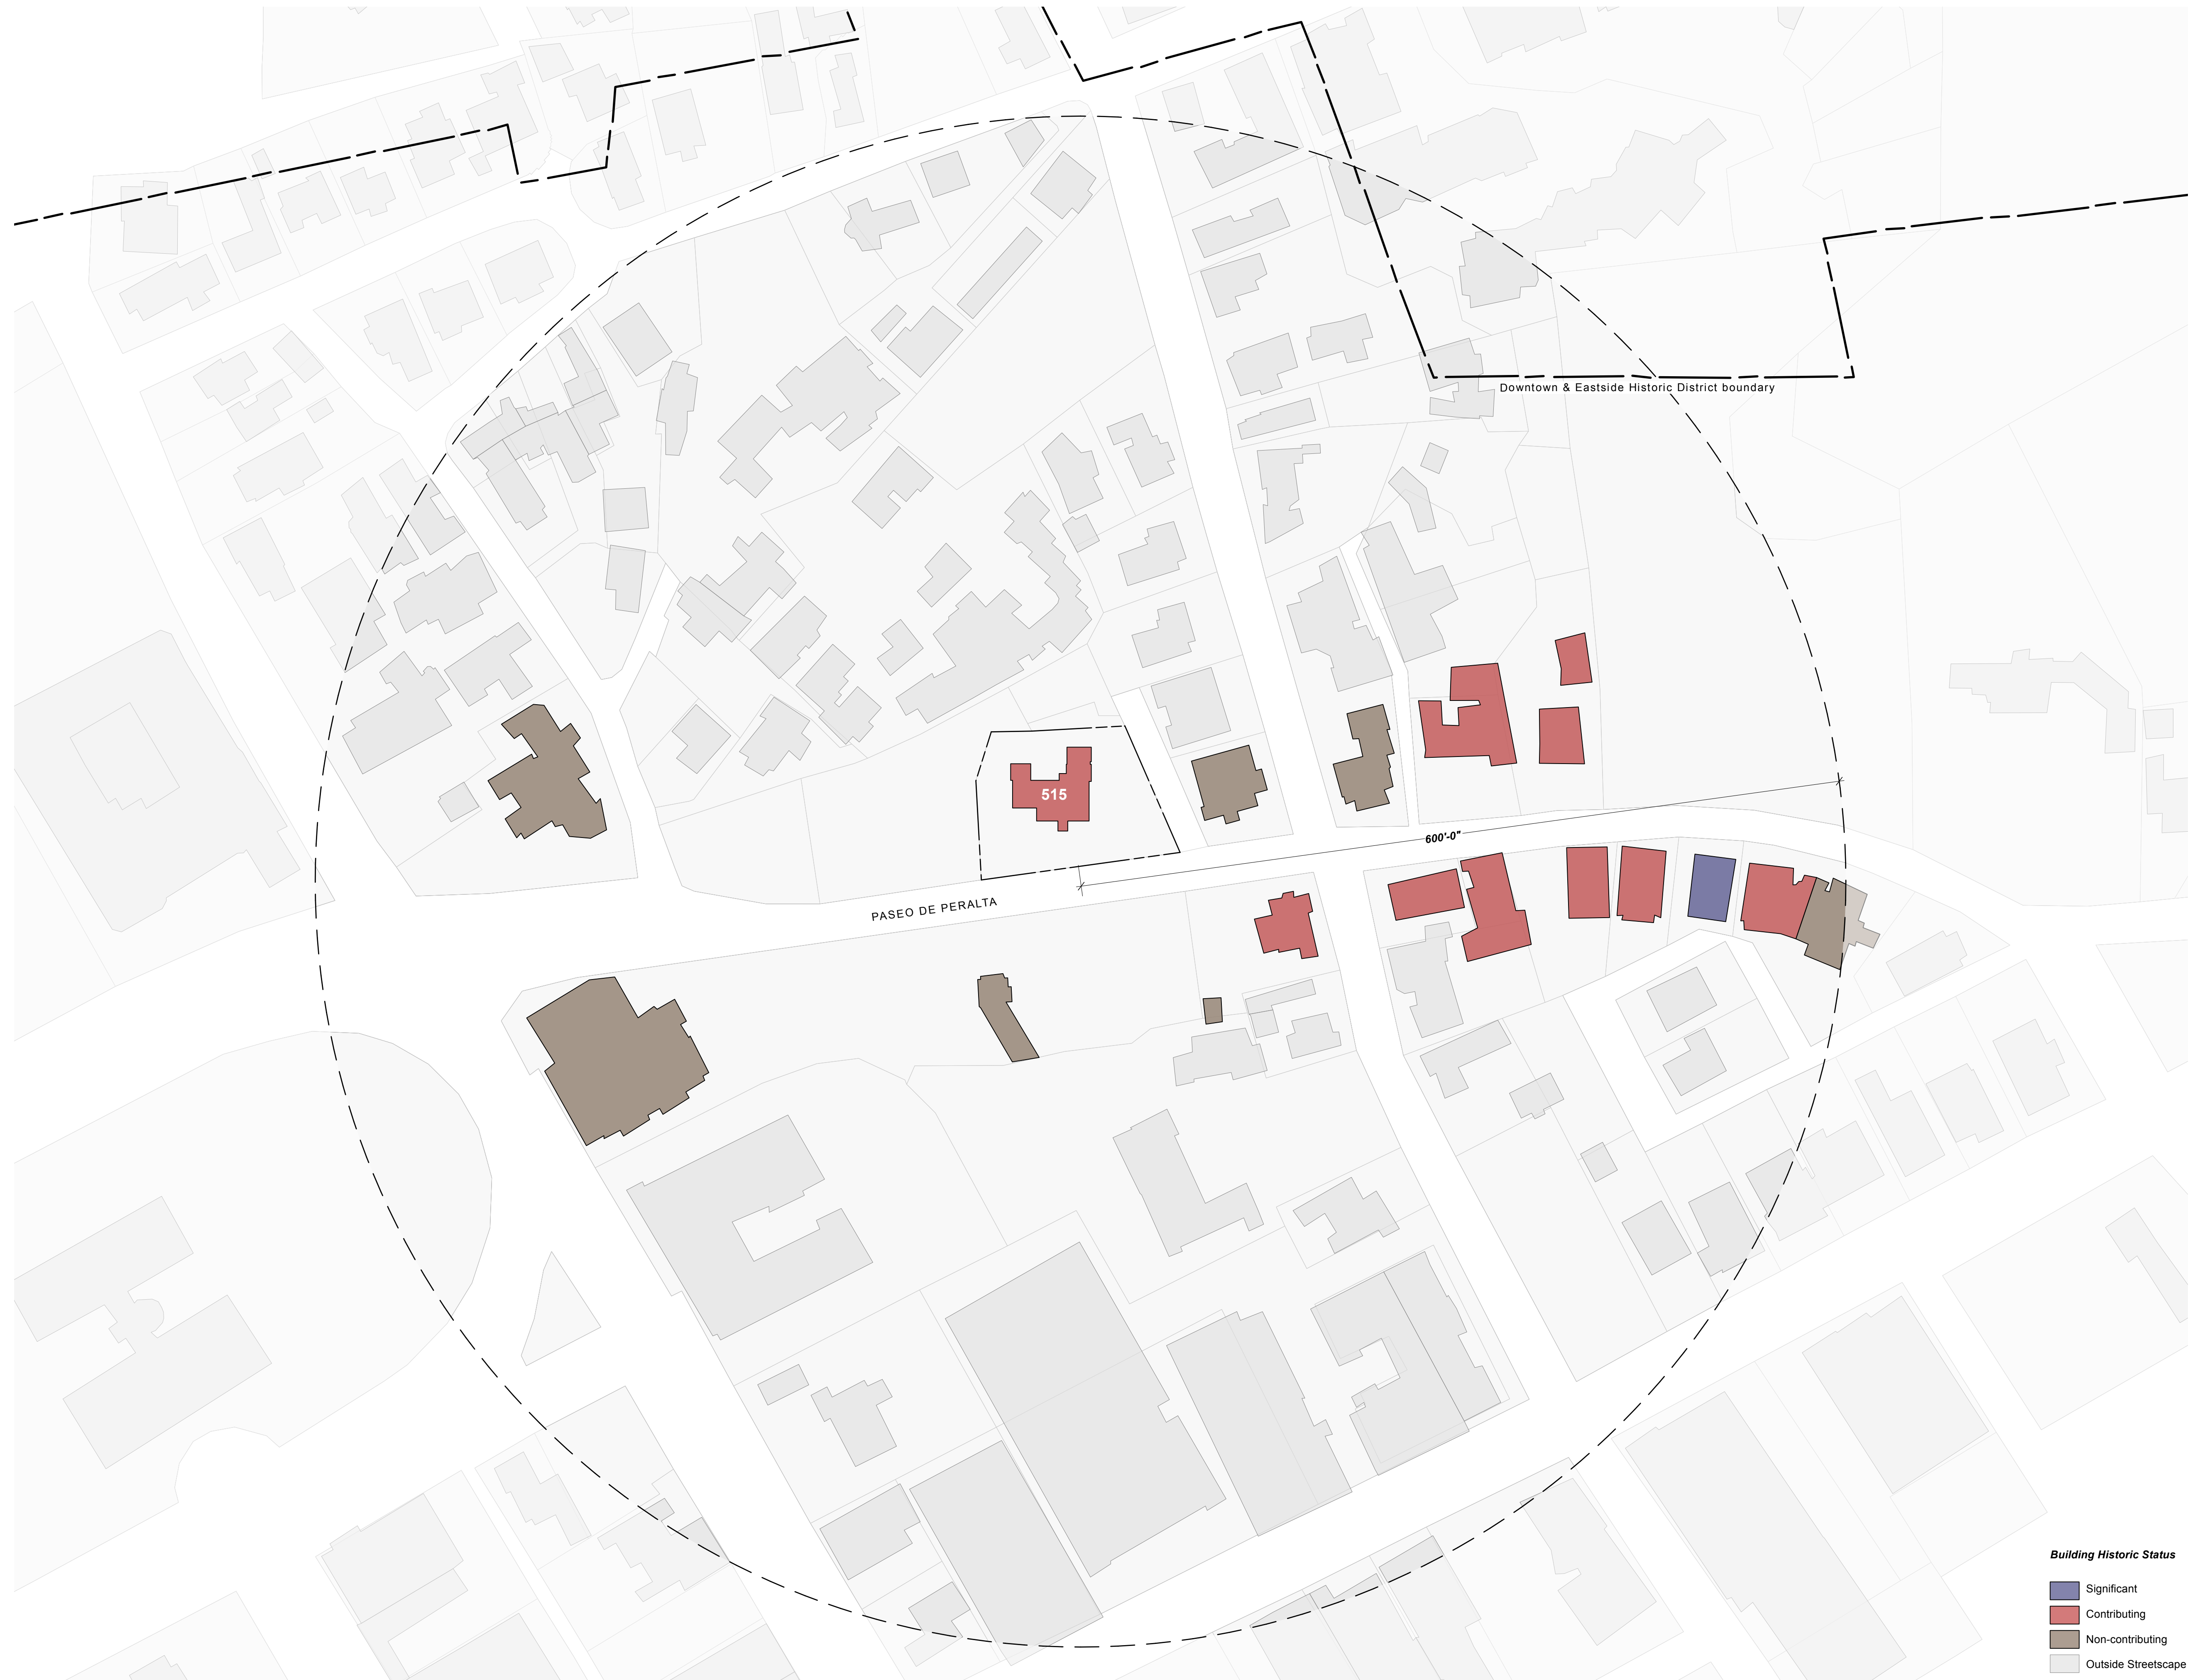 Downtown & Eastside Historic District boundary
515
600'-0"
PASEO DE PERALTA
Building Historic Status
Significant
Contributing
Non-contributing
Outside Streetscape